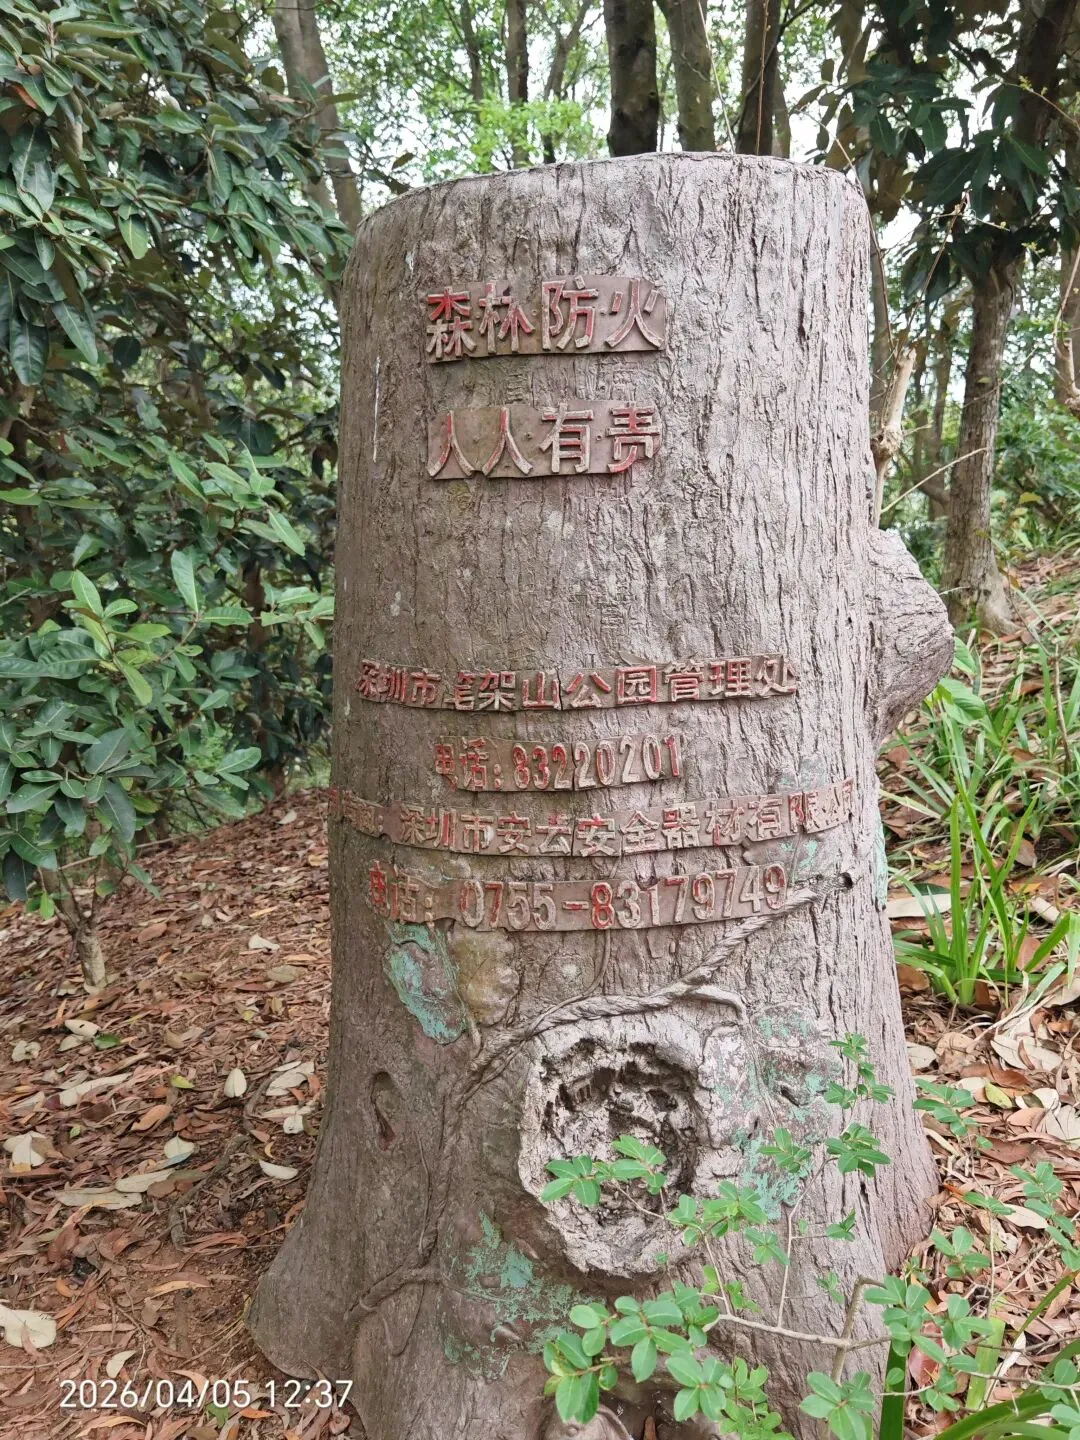 森林防火
人人有责
深圳市笔架山公园管理处
电话：83220201
深圳市安云安全器材有限公司
电话：0755-83179749
2026/04/05 12:37